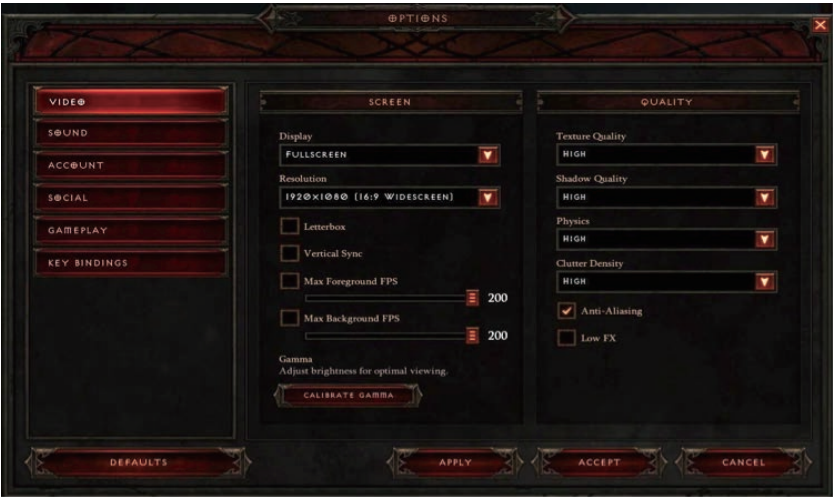 OPTIONS
VIDEO
SOUND
ACCOUNT
SOCIAL
GAMEPLAY
KEY BINDINGS
SCREEN
Display
FULLSCREEN
Resolution
1920x1080 (16:9 WIDESCREEN)
Letterbox
Vertical Sync
Max Foreground FPS
200
Max Background FPS
200
Gamma
Adjust brightness for optimal viewing.
CALIBRATE GAMMA
QUALITY
Texture Quality
HIGH
Shadow Quality
HIGH
Physics
HIGH
Clutter Density
HIGH
Anti-Aliasing
Low FX
DEFAULTS
APPLY
ACCEPT
CANCEL